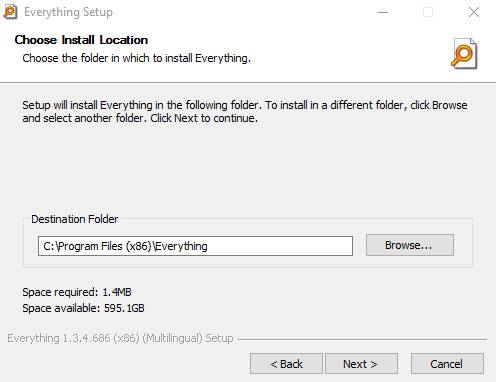 Everything Setup
Choose Install Location
Choose the folder in which to install Everything.
Setup will install Everything in the following folder. To install in a different folder, click Browse
and select another folder. Click Next to continue.
Destination Folder
C:\Program Files (x86)\Everything
Browse...
Space required: 1.4MB
Space available: 595.1GB
Everything 1.3.4.686 (x86) (Multilingual) Setup
< Back
Next >
Cancel